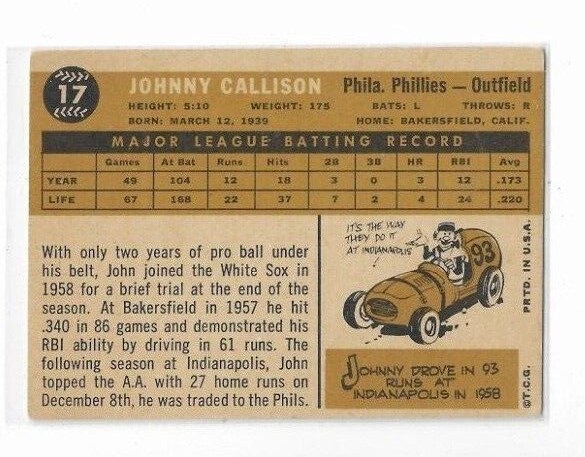 17
JOHNNY CALLISON Phila. Phillies — Outfield
HEIGHT: 5:10 WEIGHT: 175 BATS: L THROWS: R
BORN: MARCH 12, 1939 HOME: BAKERSFIELD, CALIF.
MAJOR LEAGUE BATTING RECORD
Games At Bat Runs Hits 2B 3B HR RBI Avg
YEAR 49 104 12 18 3 0 3 12 .173
LIFE 67 168 22 37 7 2 4 24 .220
With only two years of pro ball under
his belt, John joined the White Sox in
1958 for a brief trial at the end of the
season. At Bakersfield in 1957 he hit
.340 in 86 games and demonstrated his
RBI ability by driving in 61 runs. The
following season at Indianapolis, John
topped the A.A. with 27 home runs on
December 8th, he was traded to the Phils.
IT'S THE WAY
THEY DO IT
AT INDIANAPOLIS!
93
JOHNNY DROVE IN 93
RUNS AT
INDIANAPOLIS IN 1958
©T.C.G. PRTD. IN U.S.A.